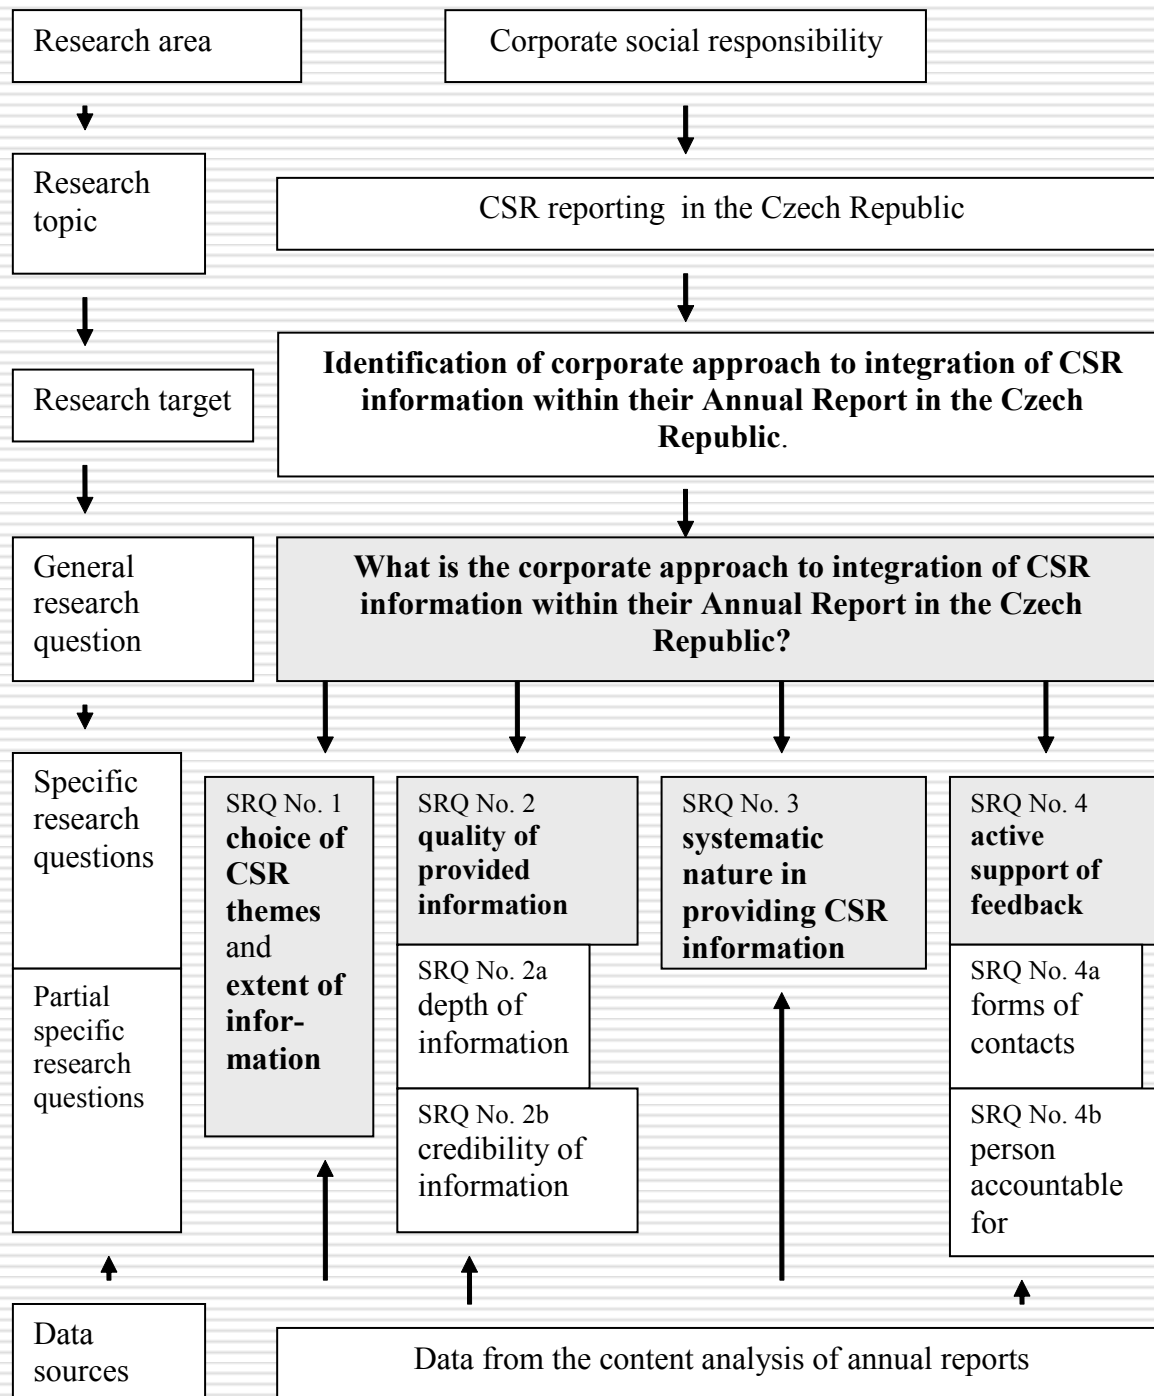 Research area
Corporate social responsibility
Research
topic
CSR reporting in the Czech Republic
Research target
Identification of corporate approach to integration of CSR
information within their Annual Report in the Czech
Republic.
General
research
question
What is the corporate approach to integration of CSR
information within their Annual Report in the Czech
Republic?
Specific
research
questions
Partial
specific
research
questions
SRQ No. 1
choice of
CSR
themes
and
extent of
infor-
mation
SRQ No. 2
quality of
provided
information
SRQ No. 2a
depth of
information
SRQ No. 2b
credibility of
information
SRQ No. 3
systematic
nature in
providing CSR
information
SRQ No. 4
active
support of
feedback
SRQ No. 4a
forms of
contacts
SRQ No. 4b
person
accountable
for
Data
sources
Data from the content analysis of annual reports